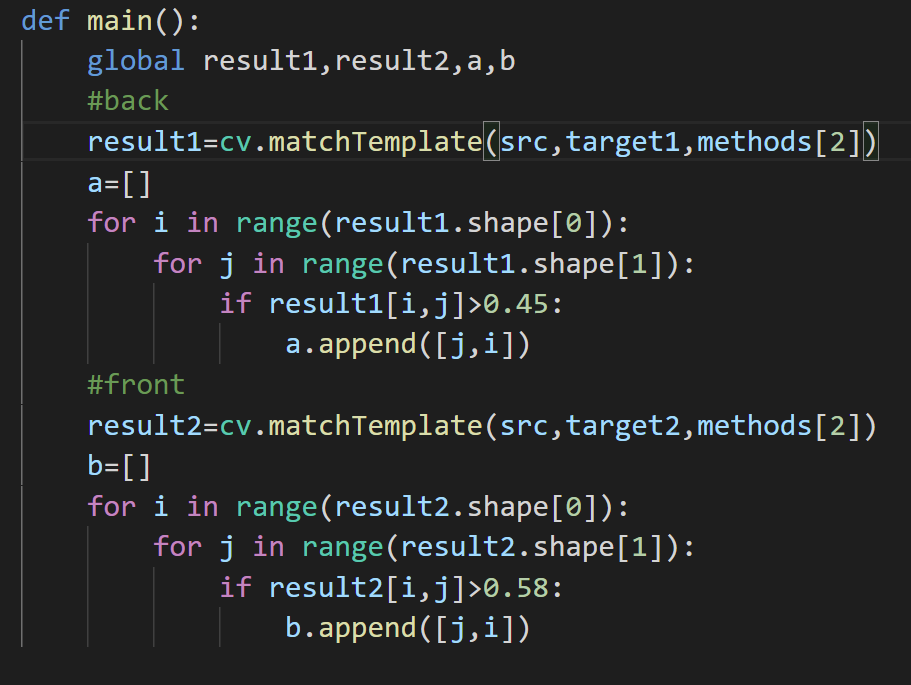 def main():
    global result1,result2,a,b
    #back
    result1=cv.matchTemplate(src,target1,methods[2])
    a=[]
    for i in range(result1.shape[0]):
        for j in range(result1.shape[1]):
            if result1[i,j]>0.45:
                a.append([j,i])
    #front
    result2=cv.matchTemplate(src,target2,methods[2])
    b=[]
    for i in range(result2.shape[0]):
        for j in range(result2.shape[1]):
            if result2[i,j]>0.58:
                b.append([j,i])